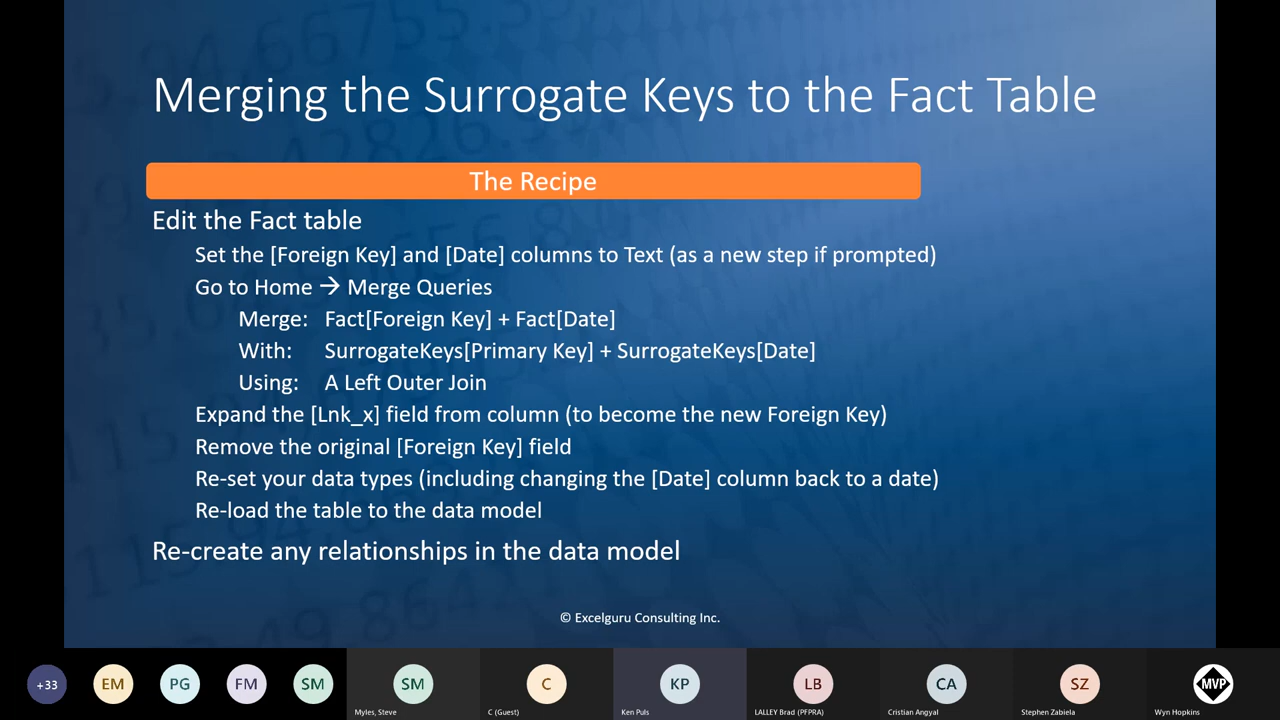 Merging the Surrogate Keys to the Fact Table
The Recipe
Edit the Fact table
Set the [Foreign Key] and [Date] columns to Text (as a new step if prompted)
Go to Home → Merge Queries
Merge: Fact[Foreign Key] + Fact[Date]
With: SurrogateKeys[Primary Key] + SurrogateKeys[Date]
Using: A Left Outer Join
Expand the [Lnk_x] field from column (to become the new Foreign Key)
Remove the original [Foreign Key] field
Re-set your data types (including changing the [Date] column back to a date)
Re-load the table to the data model
Re-create any relationships in the data model
© Excelguru Consulting Inc.
+33 EM PG FM SM SM C KP LB CA SZ MVP
Myles, Steve C (Guest) Ken Puls LALLEY Brad (PFPRA) Cristian Angyal Stephen Zabiela Wyn Hopkins